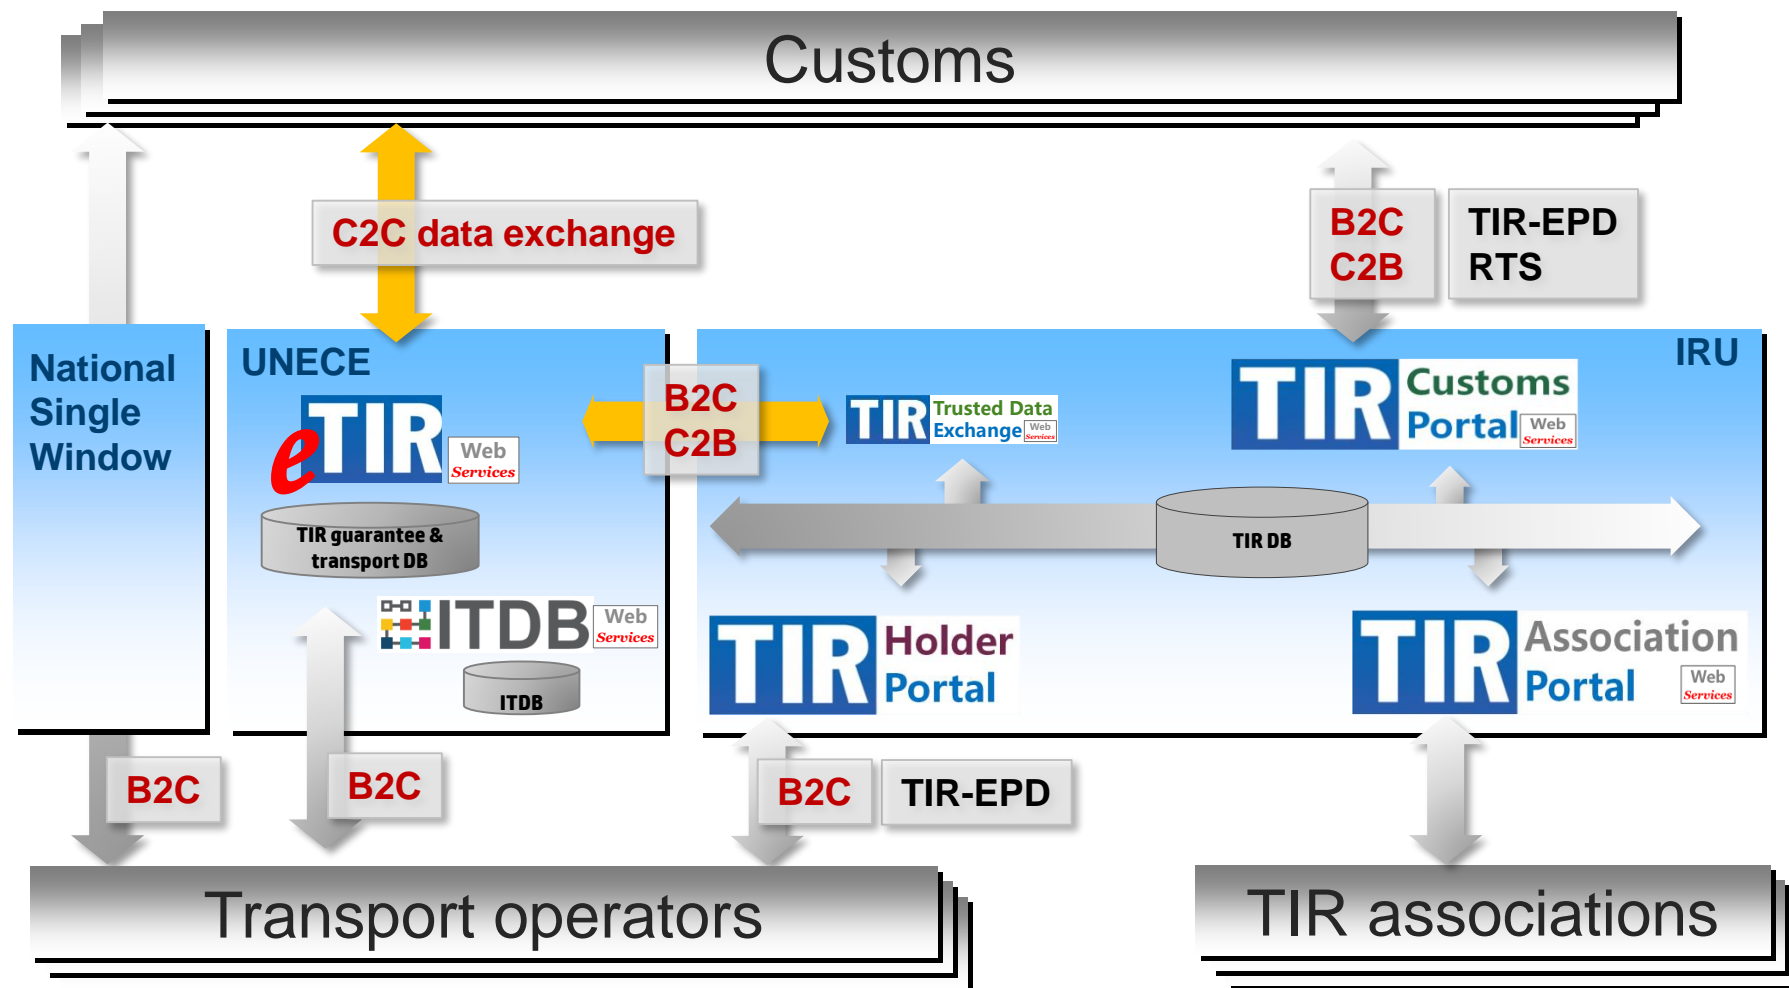 Customs
C2C data exchange
B2C
C2B
TIR-EPD
RTS
National
Single
Window
UNECE
IRU
eTIR
Web
Services
TIR guarantee &
transport DB
ITDB
Web
Services
ITDB
B2C
C2B
TIR Trusted Data
Exchange
Web
Services
TIR Customs
Portal
Web
Services
TIR DB
TIR Holder
Portal
TIR Association
Portal
Web
Services
B2C
B2C
B2C
TIR-EPD
Transport operators
TIR associations